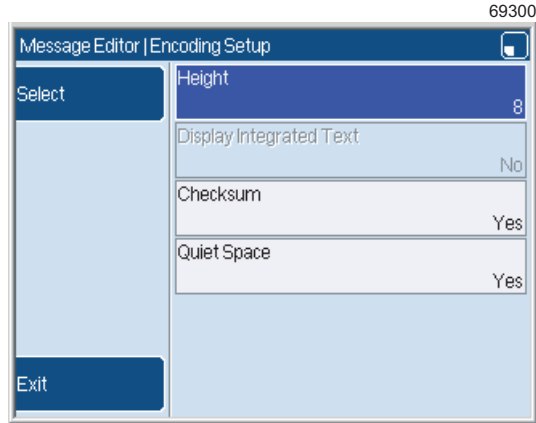 69300
Message Editor | Encoding Setup
Select
Height
8
Display Integrated Text
No
Checksum
Yes
Quiet Space
Yes
Exit